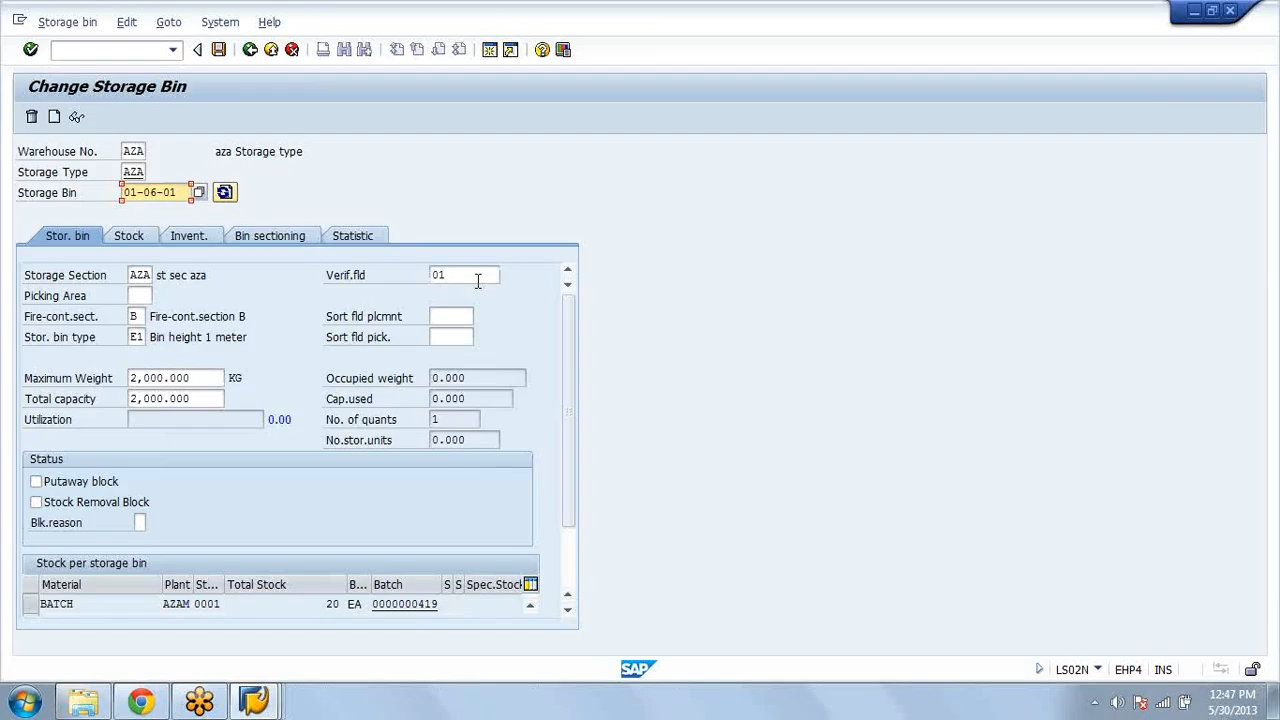 Storage bin Edit Goto System Help
Change Storage Bin
Warehouse No. AZA aza Storage type
Storage Type AZA
Storage Bin 01-06-01
Stor. bin Stock Invent. Bin sectioning Statistic
Storage Section AZA st sec aza Verif.fld 01
Picking Area
Fire-cont.sect. B Fire-cont.section B Sort fld plcmnt
Stor. bin type E1 Bin height 1 meter Sort fld pick.
Maximum Weight 2,000.000 KG Occupied weight 0.000
Total capacity 2,000.000 Cap.used 0.000
Utilization 0.00 No. of quants 1
No.stor.units 0.000
Status
Putaway block
Stock Removal Block
Blk.reason
Stock per storage bin
Material Plant St... Total Stock B... Batch S S Spec.Stock
BATCH AZAM 0001 20 EA 0000000419
SAP LS02N EHP4 INS
12:47 PM
5/30/2013